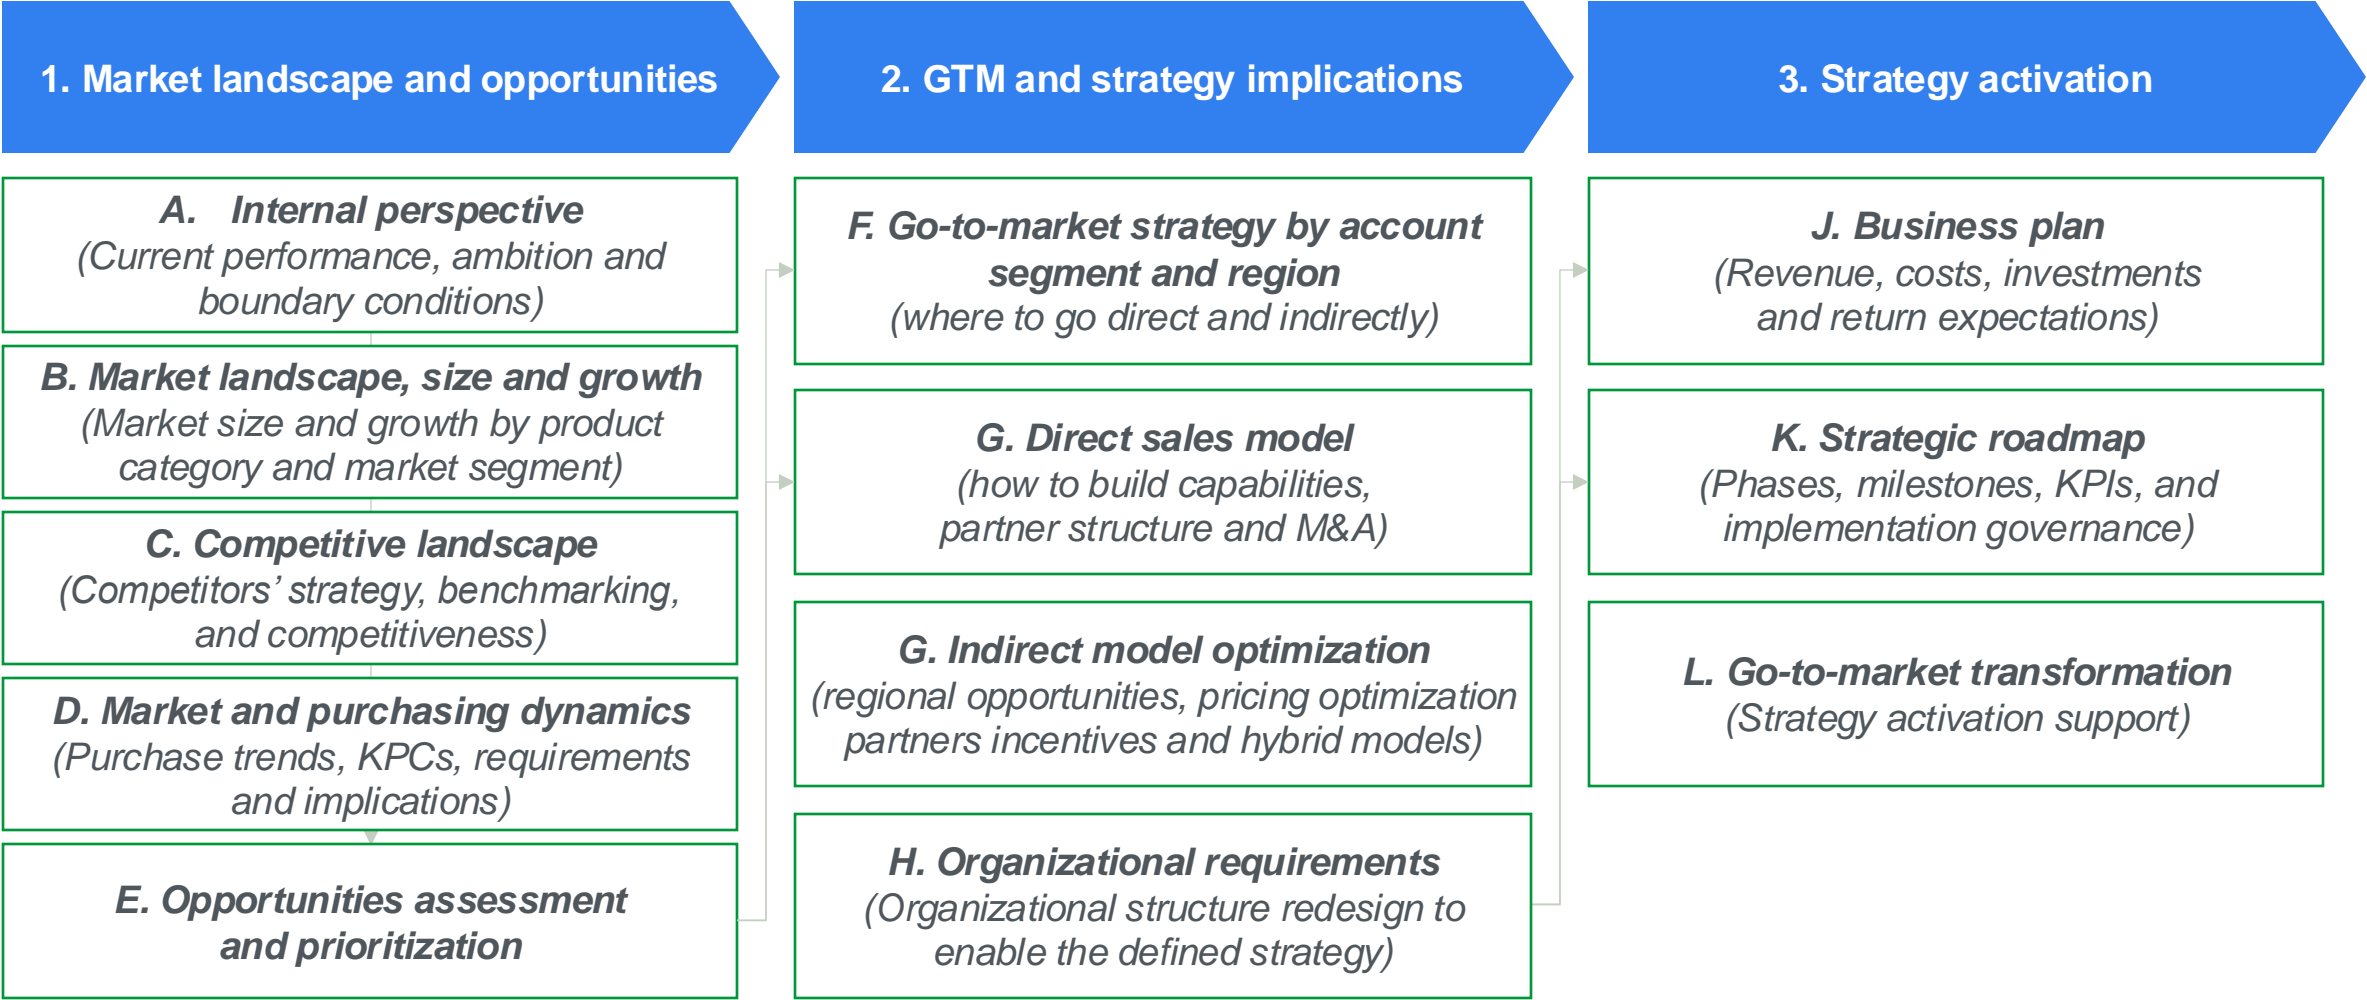 1. Market landscape and opportunities
A. Internal perspective
(Current performance, ambition and
boundary conditions)
B. Market landscape, size and growth
(Market size and growth by product
category and market segment)
C. Competitive landscape
(Competitors’ strategy, benchmarking,
and competitiveness)
D. Market and purchasing dynamics
(Purchase trends, KPCs, requirements
and implications)
E. Opportunities assessment
and prioritization
2. GTM and strategy implications
F. Go-to-market strategy by account
segment and region
(where to go direct and indirectly)
G. Direct sales model
(how to build capabilities,
partner structure and M&A)
G. Indirect model optimization
(regional opportunities, pricing optimization
partners incentives and hybrid models)
H. Organizational requirements
(Organizational structure redesign to
enable the defined strategy)
3. Strategy activation
J. Business plan
(Revenue, costs, investments
and return expectations)
K. Strategic roadmap
(Phases, milestones, KPIs, and
implementation governance)
L. Go-to-market transformation
(Strategy activation support)